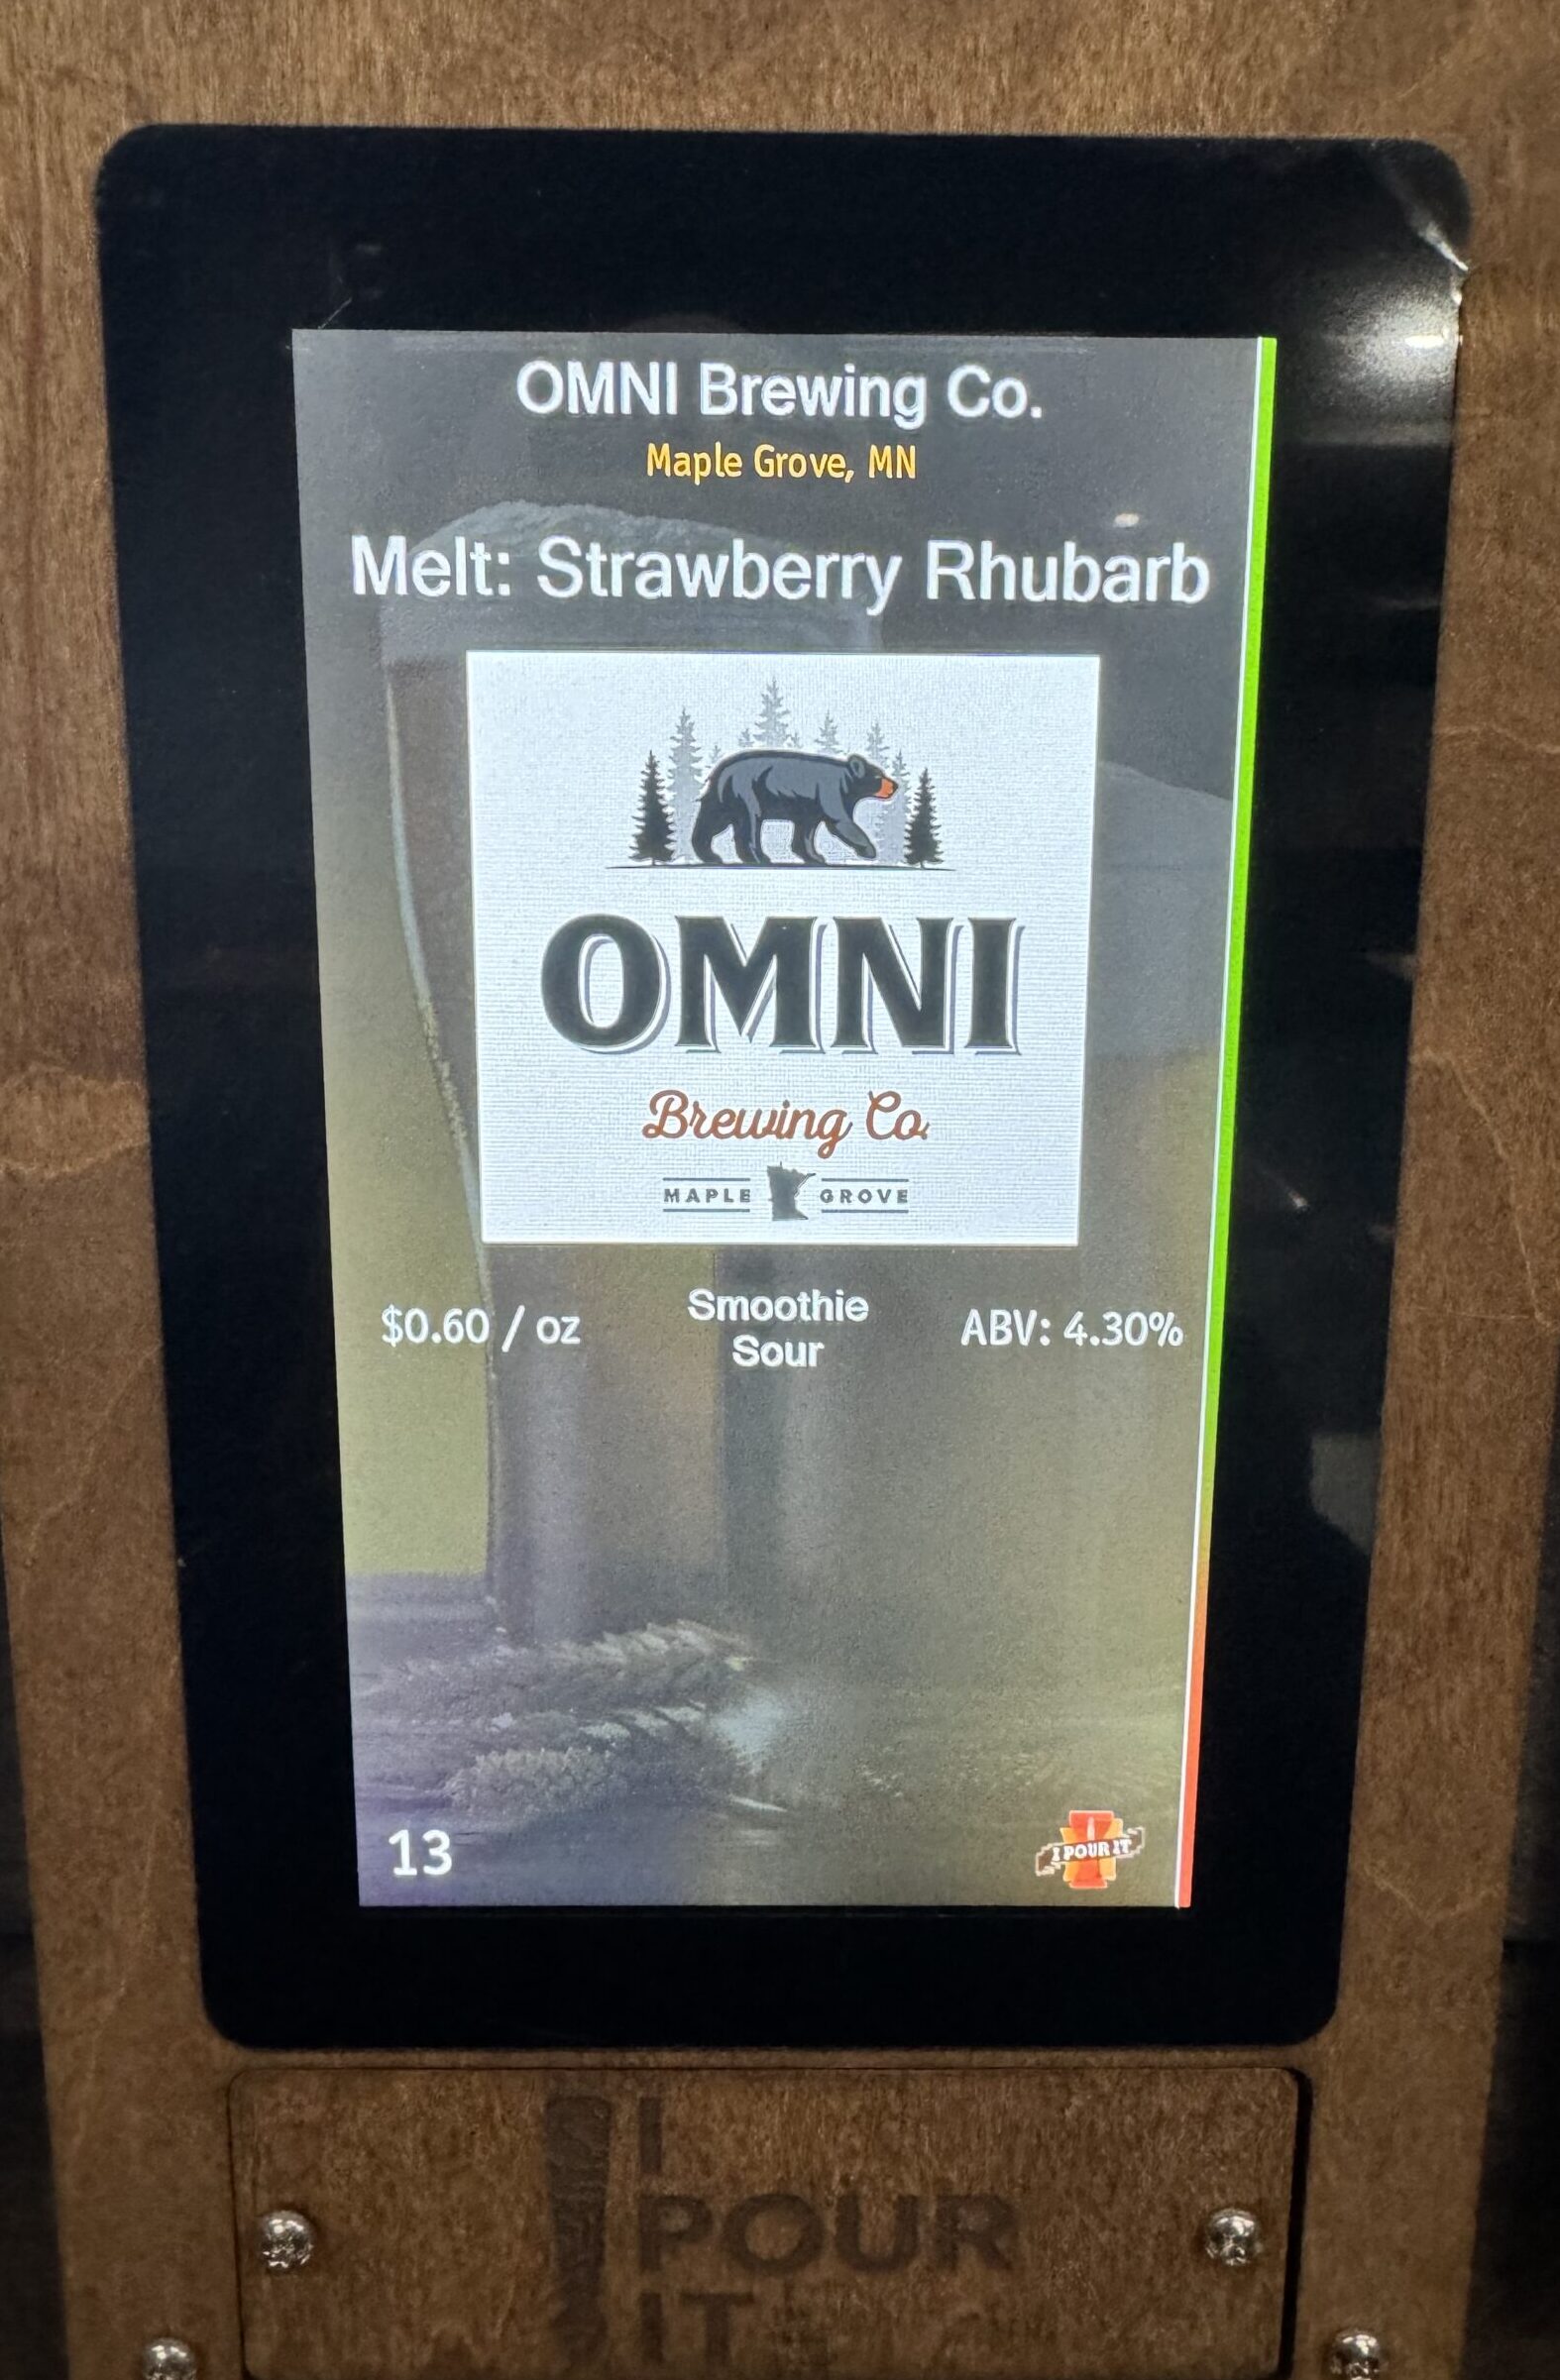 OMNI Brewing Co.
Maple Grove, MN
Melt: Strawberry Rhubarb
OMNI
Brewing Co.
MAPLE GROVE
$0.60 / oz
Smoothie
Sour
ABV: 4.30%
13
I POUR IT
I
POUR
IT